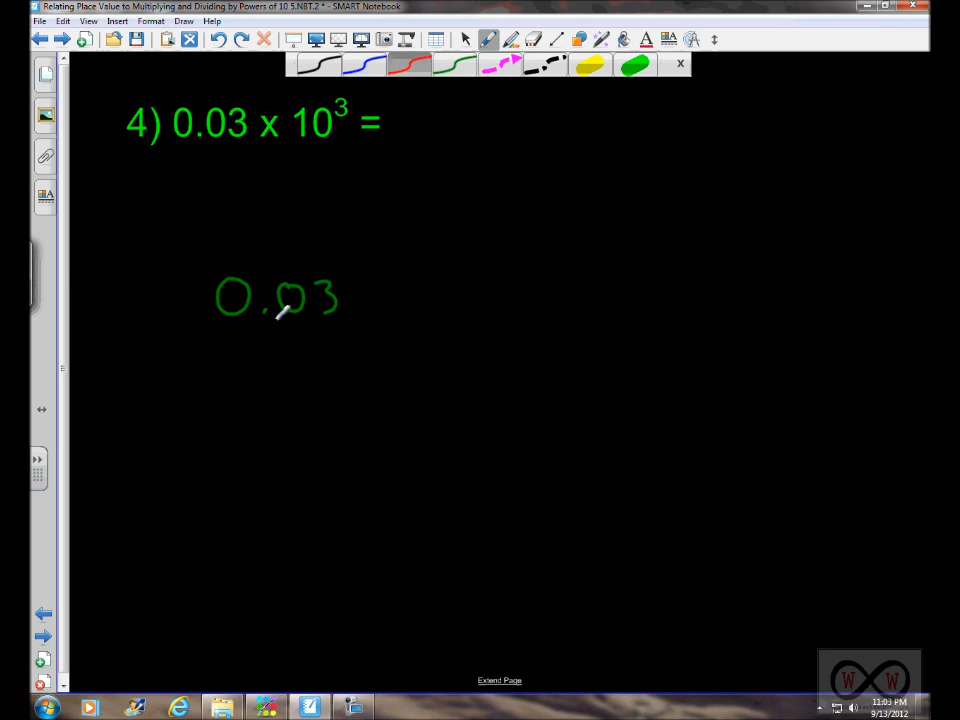 Relating Place Value to Multiplying and Dividing by Powers of 10 5.NBT.2 * - SMART Notebook
File Edit View Insert Format Draw Help
X
4) 0.03 x 10³ =
0.03
Extend Page
W W
11:03 PM
9/13/2012